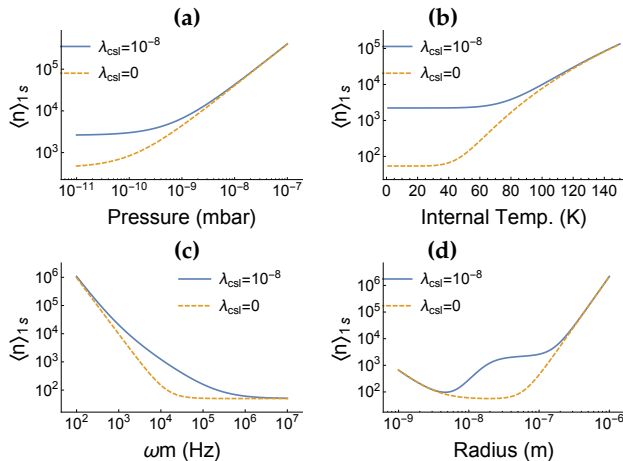 (a)
(b)
λcsl=10⁻⁸
λcsl=0
⟨n⟩1 s
10⁵
10⁴
10³
10⁻¹¹ 10⁻¹⁰ 10⁻⁹ 10⁻⁸ 10⁻⁷
Pressure (mbar)
λcsl=10⁻⁸
λcsl=0
⟨n⟩1 s
10⁵
10⁴
10³
10²
0 20 40 60 80 100 120 140
Internal Temp. (K)
(c)
(d)
λcsl=10⁻⁸
λcsl=0
⟨n⟩1 s
10⁶
10⁵
10⁴
10³
10²
10² 10³ 10⁴ 10⁵ 10⁶ 10⁷
ωm (Hz)
λcsl=10⁻⁸
λcsl=0
⟨n⟩1 s
10⁶
10⁵
10⁴
10³
10²
10⁻⁹ 10⁻⁸ 10⁻⁷ 10⁻⁶
Radius (m)